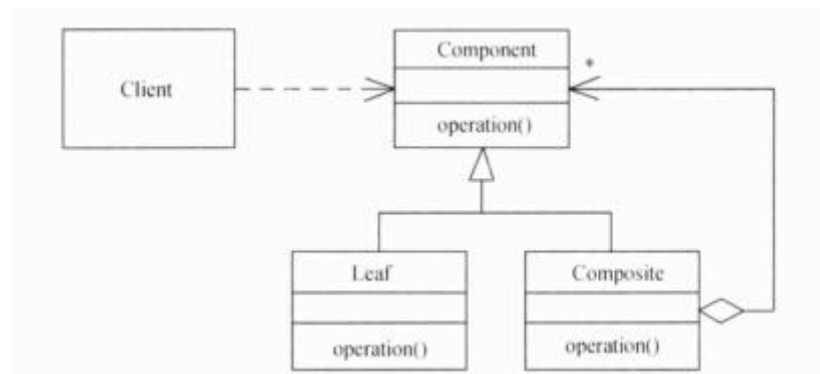 Component
*
Client
operation()
Leaf
Composite
operation()
operation()